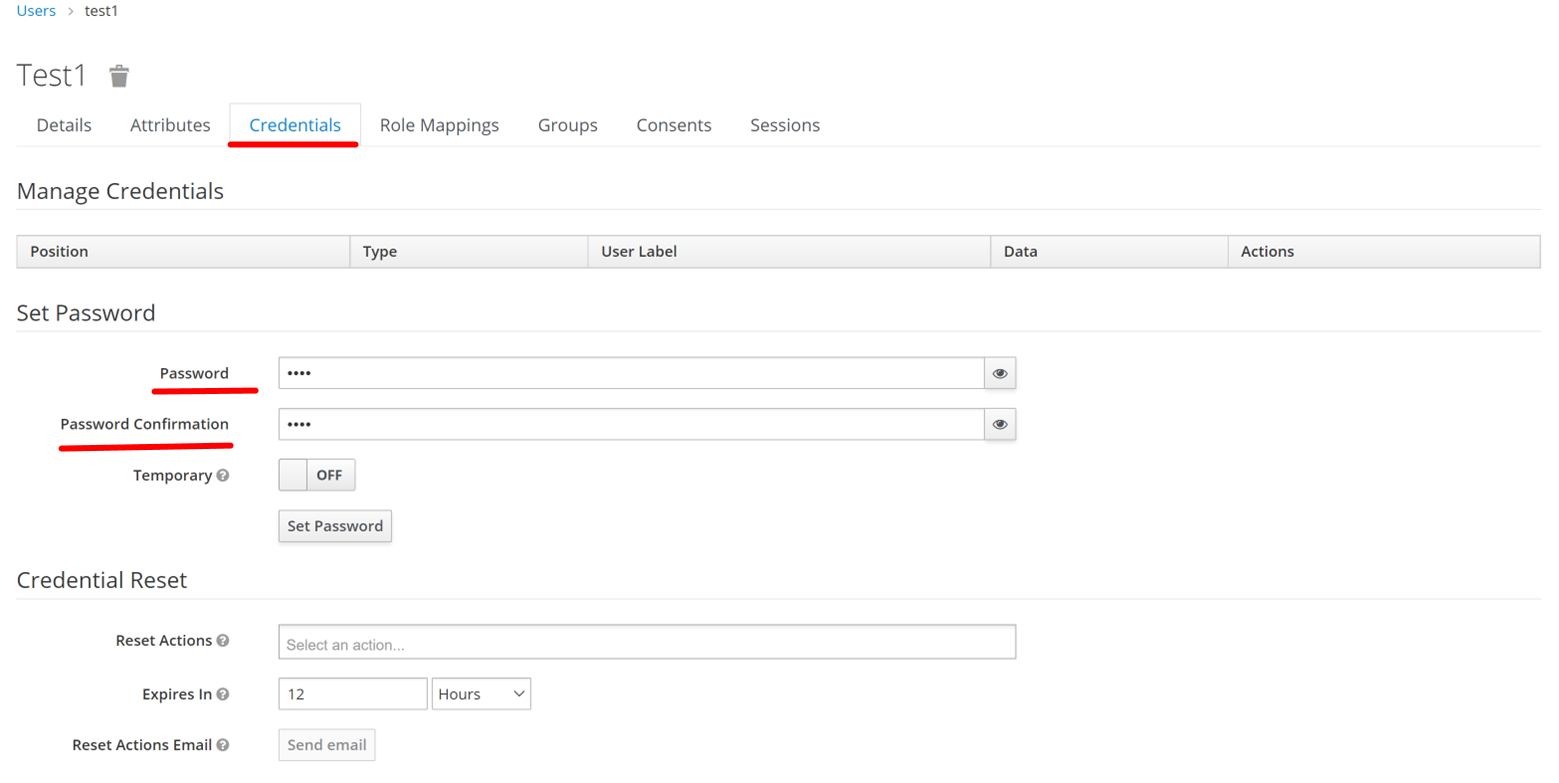 Users > test1
Test1
Details Attributes Credentials Role Mappings Groups Consents Sessions
Manage Credentials
Position Type User Label Data Actions
Set Password
Password ••••
Password Confirmation ••••
Temporary OFF
Set Password
Credential Reset
Reset Actions Select an action...
Expires In 12 Hours
Reset Actions Email Send email